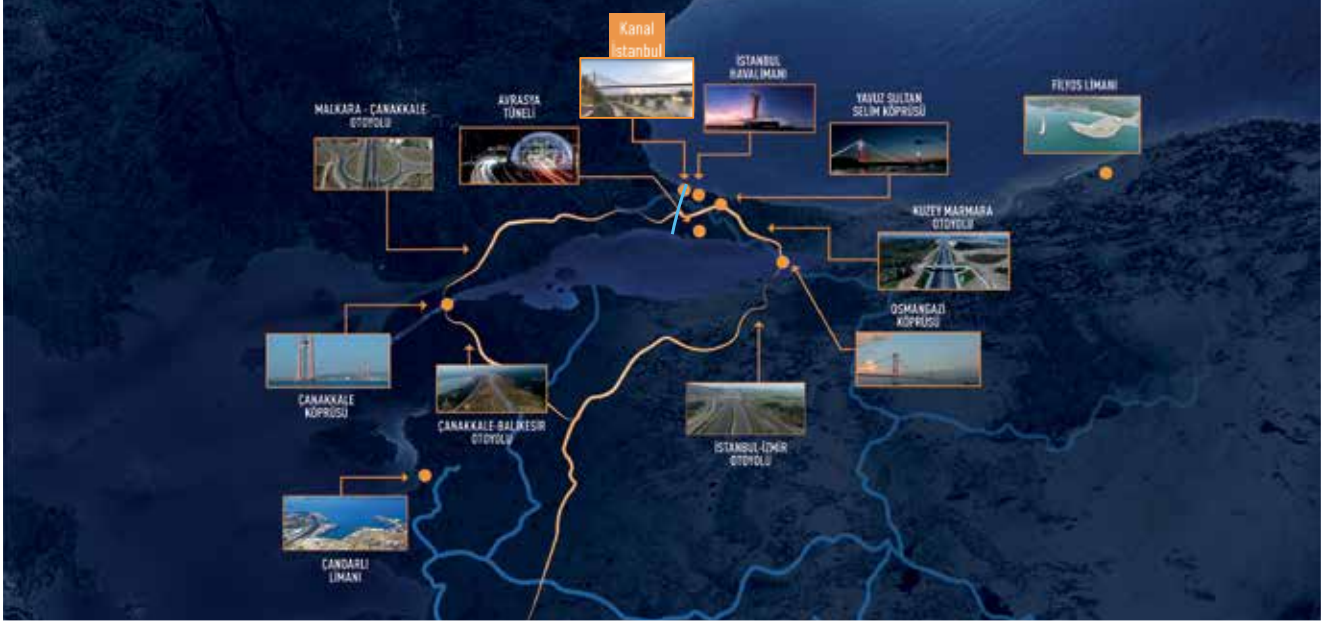 Kanal
İstanbul
İSTANBUL
HAVALİMANI
FİLYOS LİMANI
MALKARA - ÇANAKKALE
OTOYOLU
AVRASYA
TÜNELİ
YAVUZ SULTAN
SELİM KÖPRÜSÜ
KUZEY MARMARA
OTOYOLU
OSMANGAZİ
KÖPRÜSÜ
ÇANAKKALE
KÖPRÜSÜ
ÇANAKKALE-BALIKESİR
OTOYOLU
İSTANBUL-İZMİR
OTOYOLU
ÇANDARLI
LİMANI